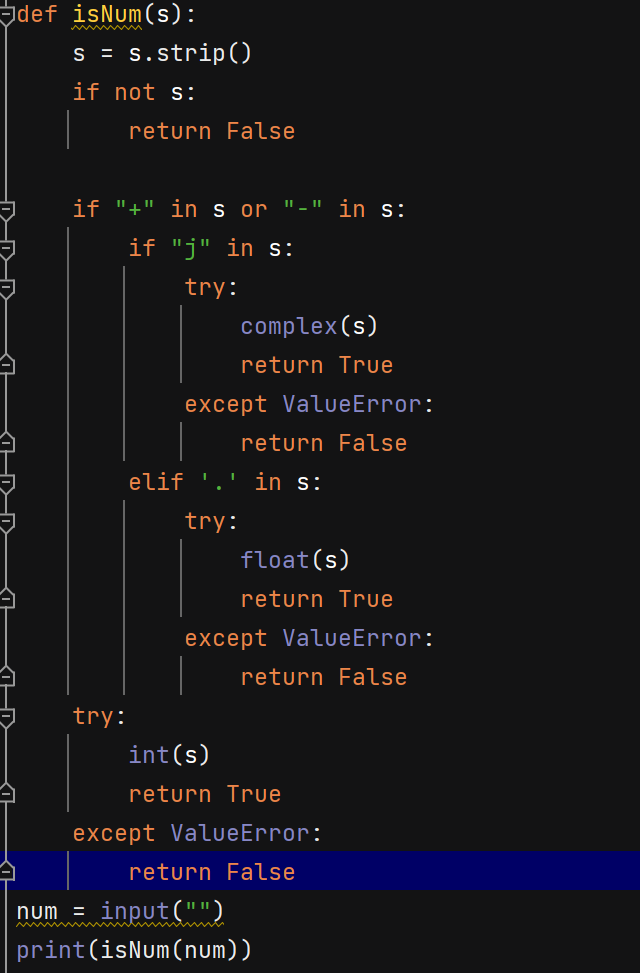 def isNum(s):
    s = s.strip()
    if not s:
        return False

    if "+" in s or "-" in s:
        if "j" in s:
            try:
                complex(s)
                return True
            except ValueError:
                return False
        elif '.' in s:
            try:
                float(s)
                return True
            except ValueError:
                return False
    try:
        int(s)
        return True
    except ValueError:
        return False
num = input("")
print(isNum(num))